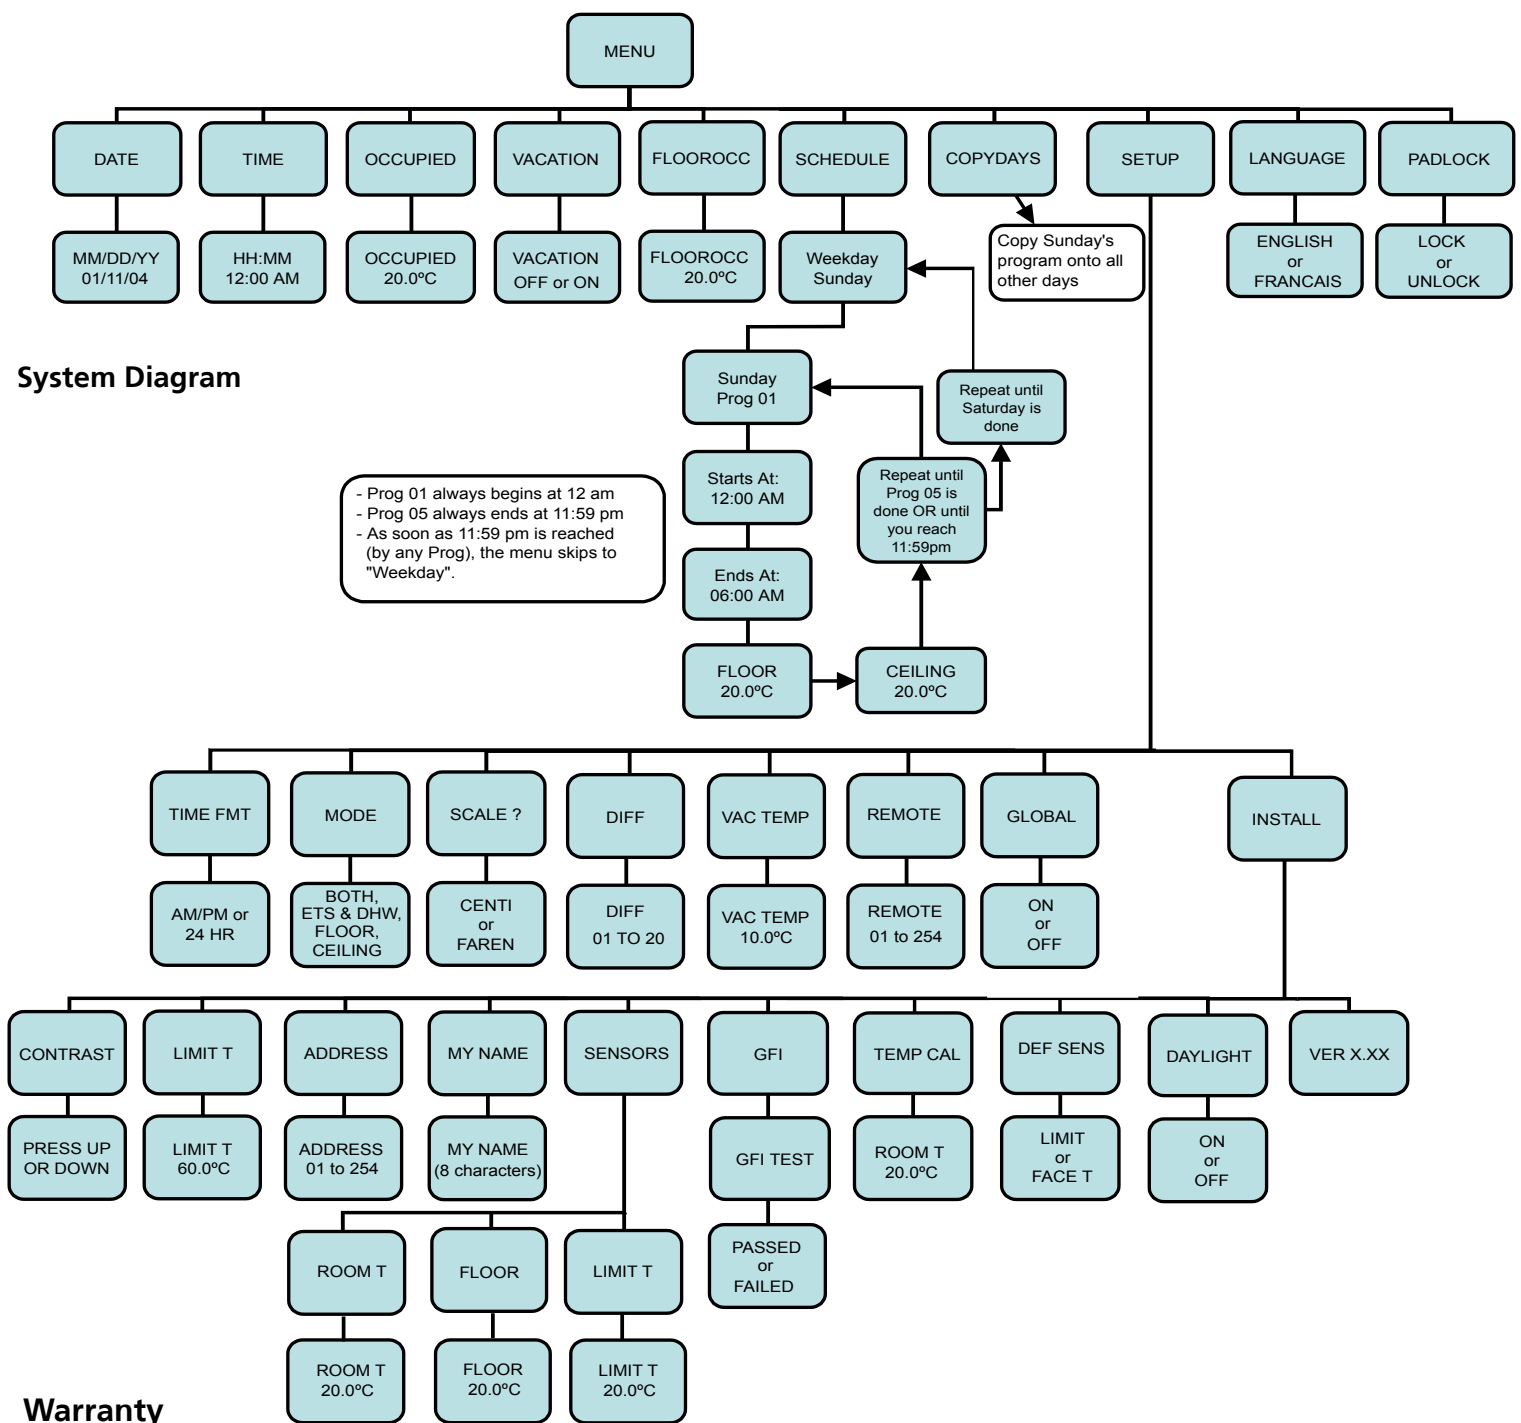 MENU
DATE
TIME
OCCUPIED
VACATION
FLOOROCC
SCHEDULE
COPYDAYS
SETUP
LANGUAGE
PADLOCK
MM/DD/YY
01/11/04
HH:MM
12:00 AM
OCCUPIED
20.0ºC
VACATION
OFF or ON
FLOOROCC
20.0ºC
Weekday
Sunday
Copy Sunday's
program onto all
other days
ENGLISH
or
FRANCAIS
LOCK
or
UNLOCK
System Diagram
Sunday
Prog 01
Repeat until
Saturday is
done
- Prog 01 always begins at 12 am
- Prog 05 always ends at 11:59 pm
- As soon as 11:59 pm is reached
(by any Prog), the menu skips to
"Weekday".
Starts At:
12:00 AM
Repeat until
Prog 05 is
done OR until
you reach
11:59pm
Ends At:
06:00 AM
FLOOR
20.0ºC
CEILING
20.0ºC
TIME FMT
MODE
SCALE ?
DIFF
VAC TEMP
REMOTE
GLOBAL
INSTALL
AM/PM or
24 HR
BOTH,
ETS & DHW,
FLOOR,
CEILING
CENTI
or
FAREN
DIFF
01 TO 20
VAC TEMP
10.0ºC
REMOTE
01 to 254
ON
or
OFF
CONTRAST
LIMIT T
ADDRESS
MY NAME
SENSORS
GFI
TEMP CAL
DEF SENS
DAYLIGHT
VER X.XX
PRESS UP
OR DOWN
LIMIT T
60.0ºC
ADDRESS
01 to 254
MY NAME
(8 characters)
GFI TEST
ROOM T
20.0ºC
LIMIT
or
FACE T
ON
or
OFF
ROOM T
FLOOR
LIMIT T
PASSED
or
FAILED
ROOM T
20.0ºC
FLOOR
20.0ºC
LIMIT T
20.0ºC
Warranty